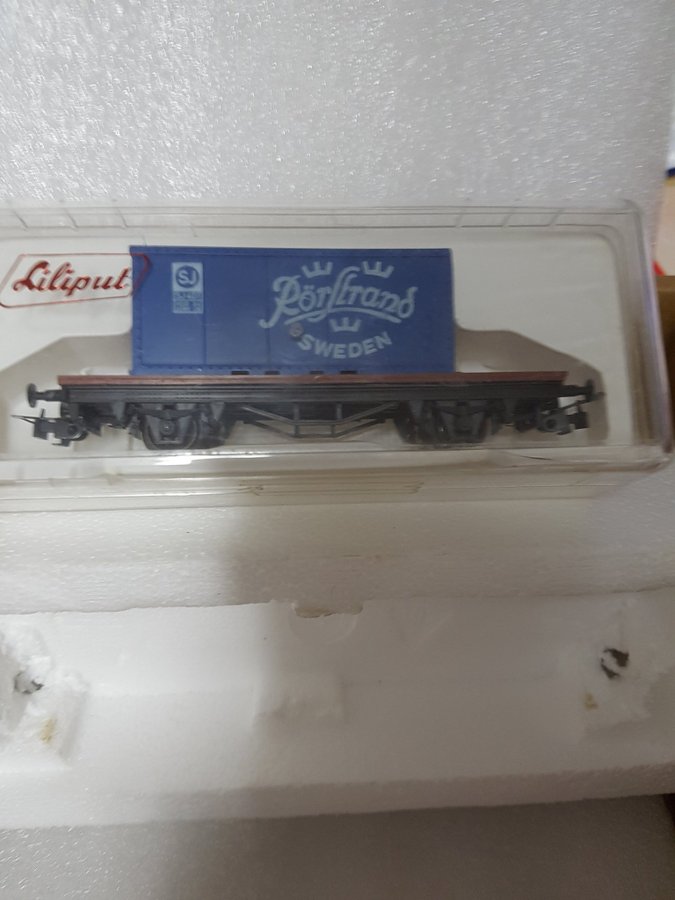 Liliput
SJ
Rörstrand
SWEDEN